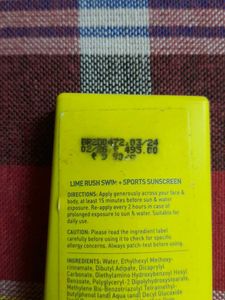 02/26 ₹ 495.00
LIME RUSH SWIM + SPORTS SUNSCREEN
DIRECTIONS: Apply generously across your face &
body, at least 15 minutes before sun & water
exposure. Re-apply every 2 hours in case of
prolonged exposure to sun & water. Suitable for
daily use.
CAUTION: Please read the ingredient label
carefully before using it to check for specific
allergy concerns. Always patch-test before using.
INGREDIENTS: Water, Ethylhexyl Methoxy-
cinnamate, Dibutyl Adipate, Dicaprylyl
Carbonate, Diethylamino Hydroxybenzoyl Hexyl
Benzoate, Polyglyceryl-2 Dipolyhydroxystearate,
Methylene Bis-Benzotriazolyl
butylphenol (and) Aqua (and) Decyl Glucoside